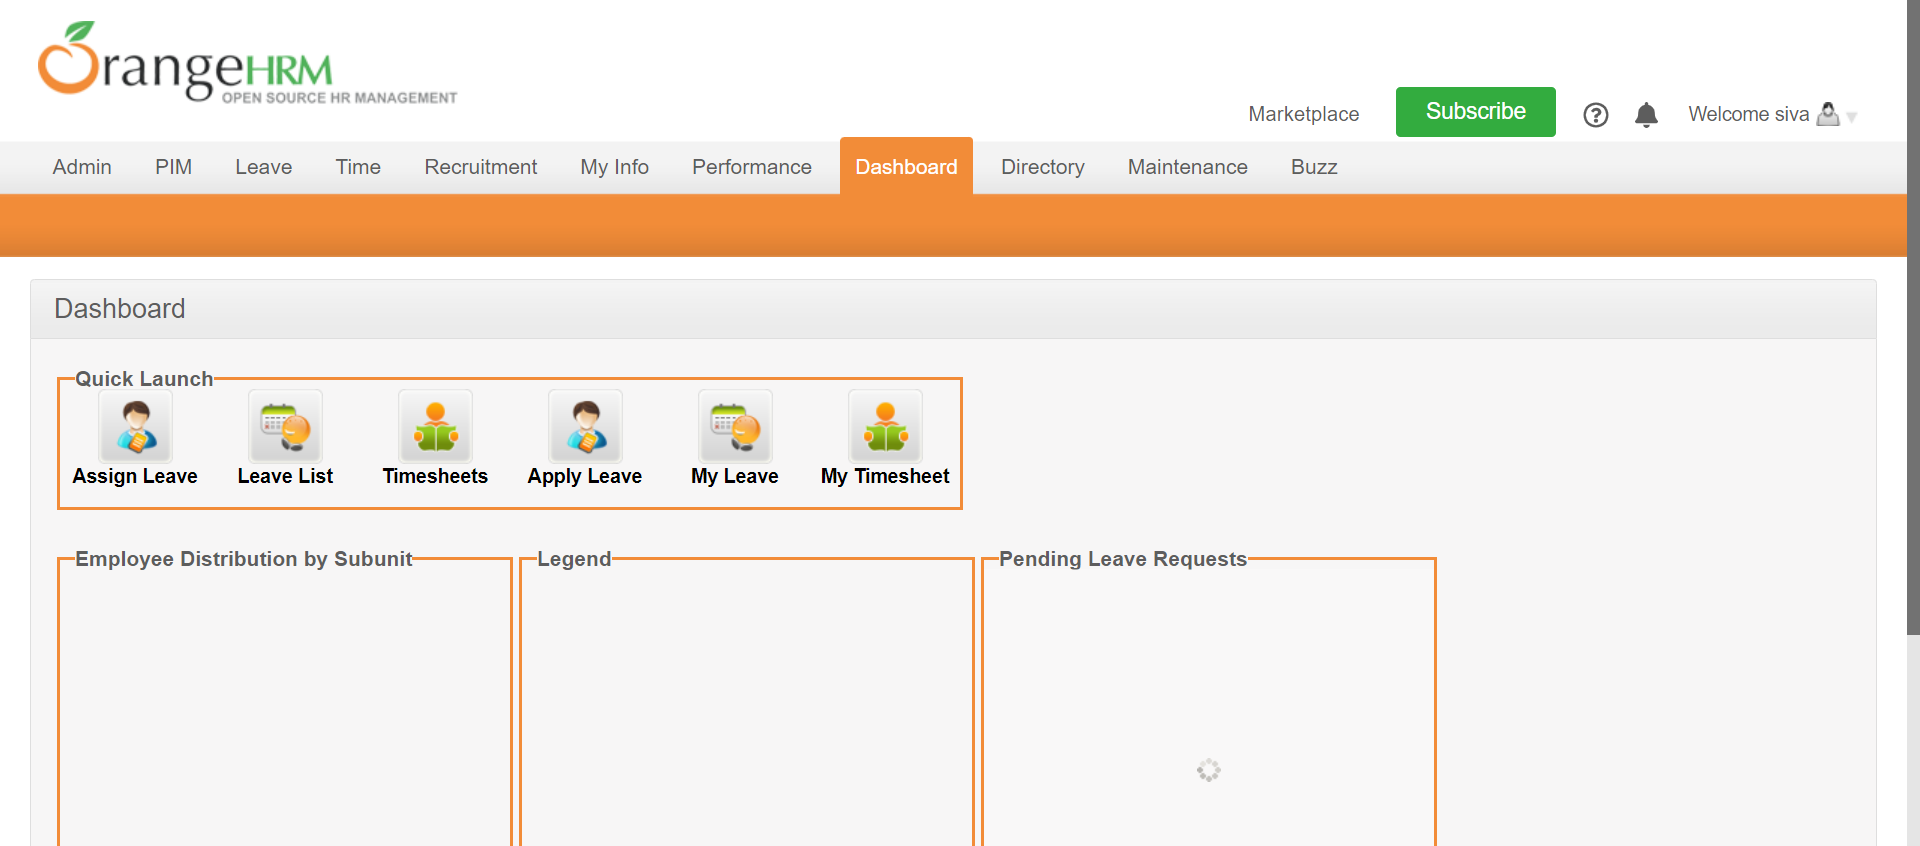 OrangeHRM
OPEN SOURCE HR MANAGEMENT
Marketplace Subscribe Welcome siva
Admin PIM Leave Time Recruitment My Info Performance Dashboard Directory Maintenance Buzz
Dashboard
Quick Launch
Assign Leave Leave List Timesheets Apply Leave My Leave My Timesheet
Employee Distribution by Subunit Legend Pending Leave Requests